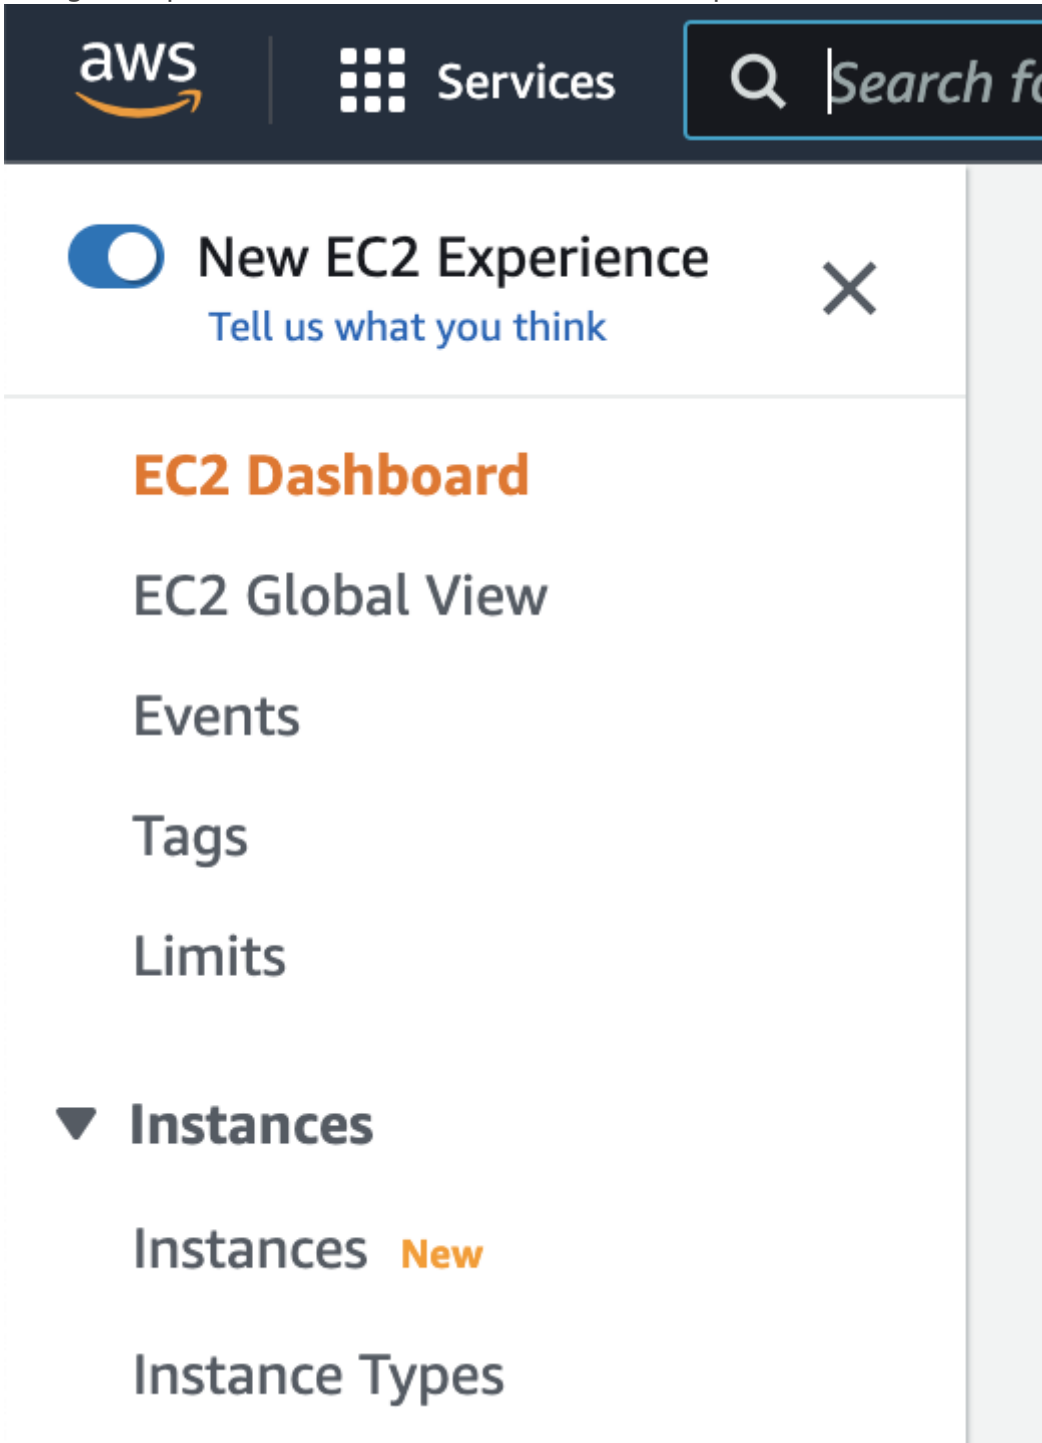 aws
Services
Search fo
New EC2 Experience
Tell us what you think
EC2 Dashboard
EC2 Global View
Events
Tags
Limits
Instances
Instances New
Instance Types